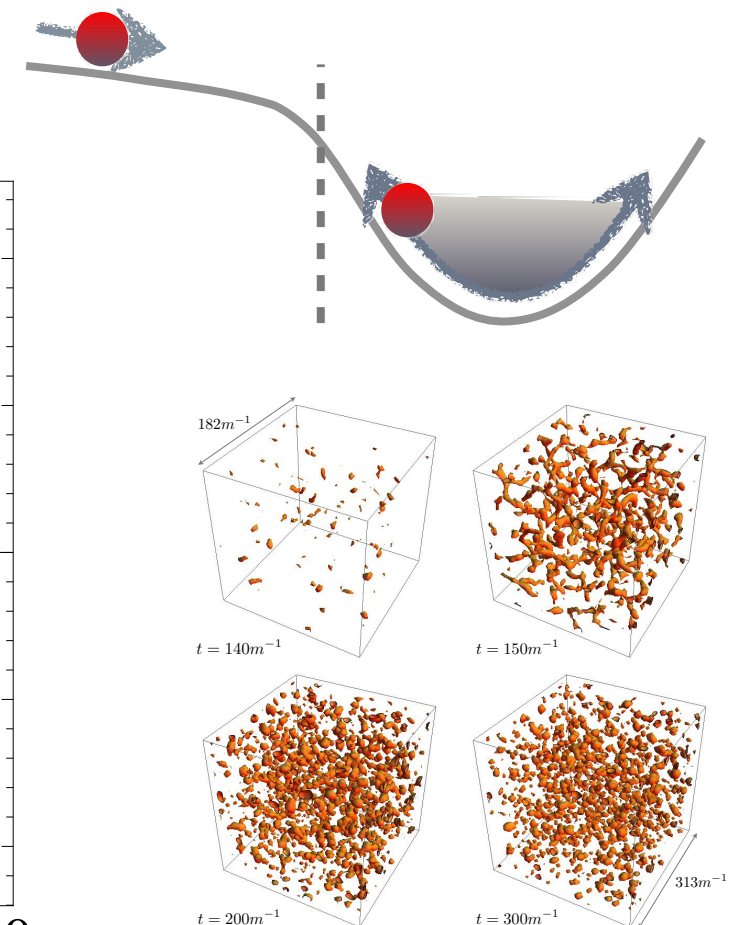 182m⁻¹
t = 140m⁻¹
t = 150m⁻¹
313m⁻¹
t = 200m⁻¹
t = 300m⁻¹